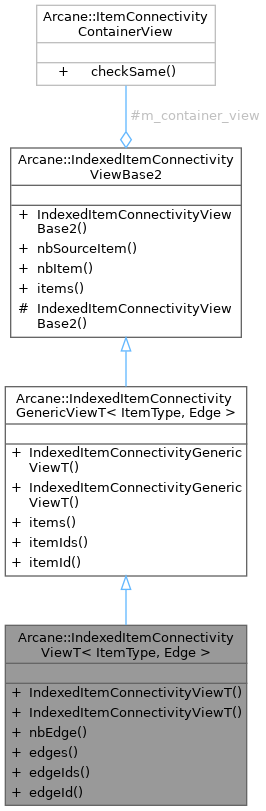 Arcane::ItemConnectivity
ContainerView
+ checkSame()
#m_container_view
Arcane::IndexedItemConnectivity
ViewBase2
+ IndexedItemConnectivityView
Base2()
+ nbSourceItem()
+ nbItem()
+ items()
# IndexedItemConnectivityView
Base2()
Arcane::IndexedItemConnectivity
GenericViewT< ItemType, Edge >
+ IndexedItemConnectivityGeneric
ViewT()
+ IndexedItemConnectivityGeneric
ViewT()
+ items()
+ itemIds()
+ itemId()
Arcane::IndexedItemConnectivity
ViewT< ItemType, Edge >
+ IndexedItemConnectivityViewT()
+ IndexedItemConnectivityViewT()
+ nbEdge()
+ edges()
+ edgeIds()
+ edgeId()